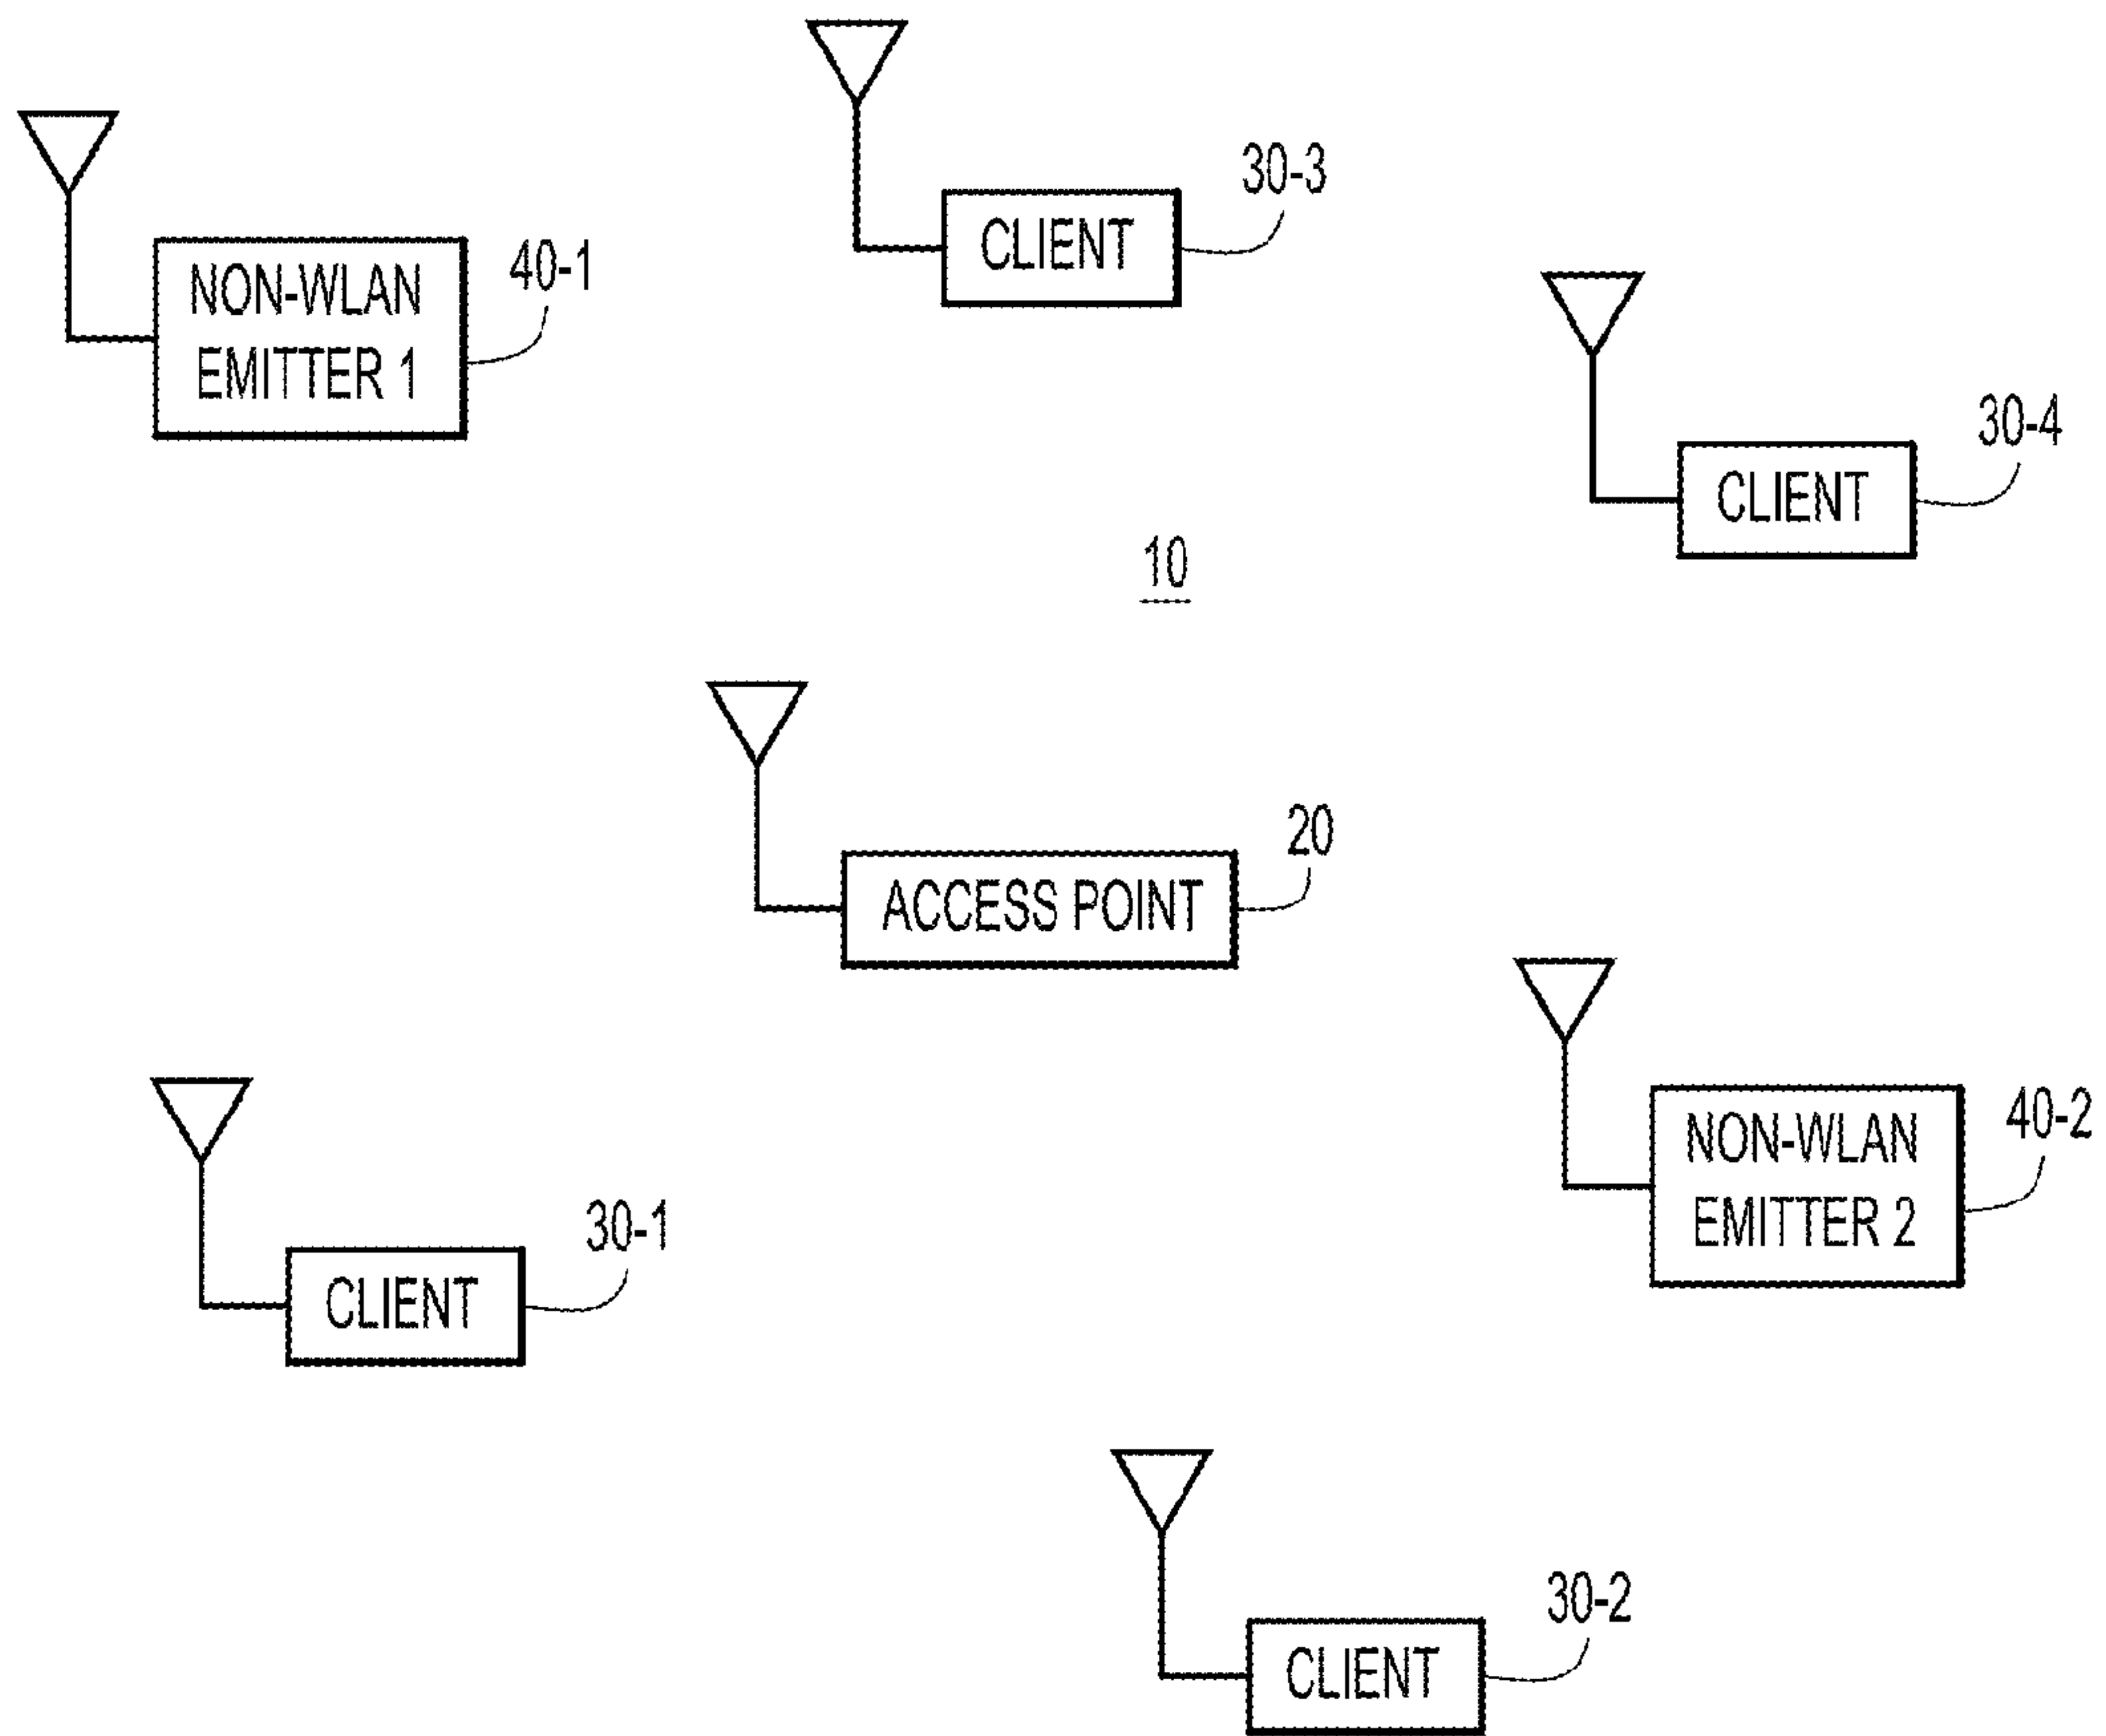 30-3
CLIENT
40-1
NON-WLAN
EMITTER 1
30-4
CLIENT
10
20
ACCESS POINT
40-2
NON-WLAN
EMITTER 2
30-1
CLIENT
30-2
CLIENT